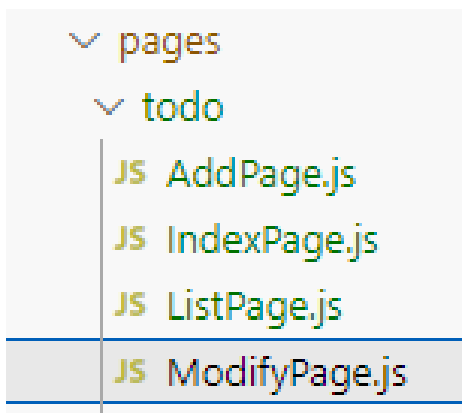 pages
todo
JS AddPage.js
JS IndexPage.js
JS ListPage.js
JS ModifyPage.js